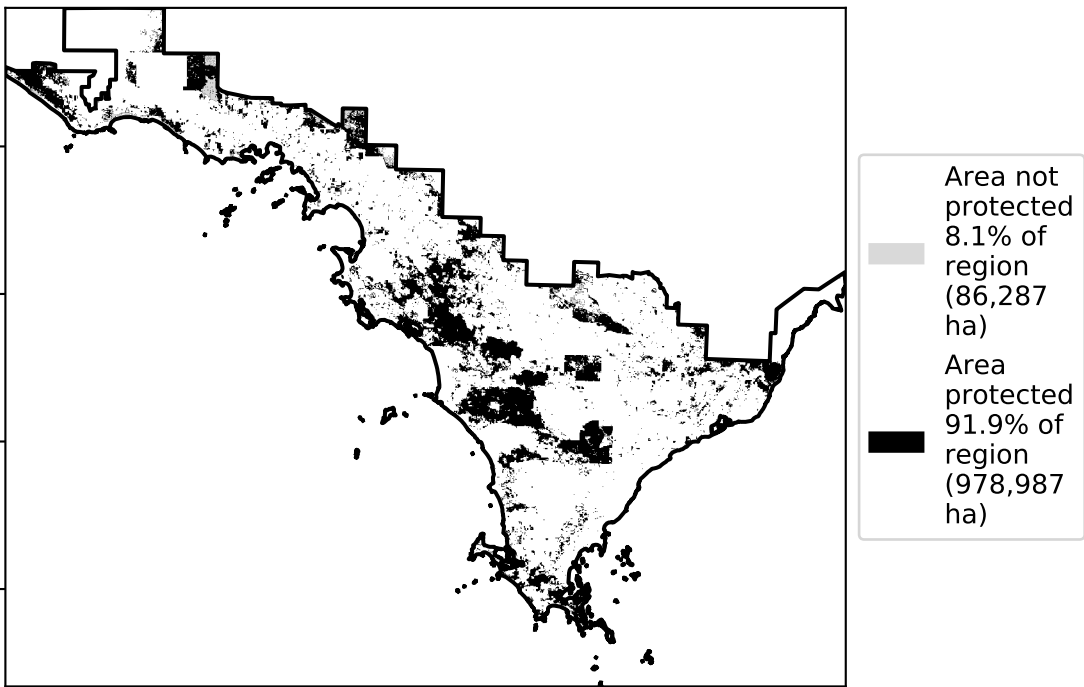 Area not
protected
8.1% of
region
(86,287
ha)
Area
protected
91.9% of
region
(978,987
ha)